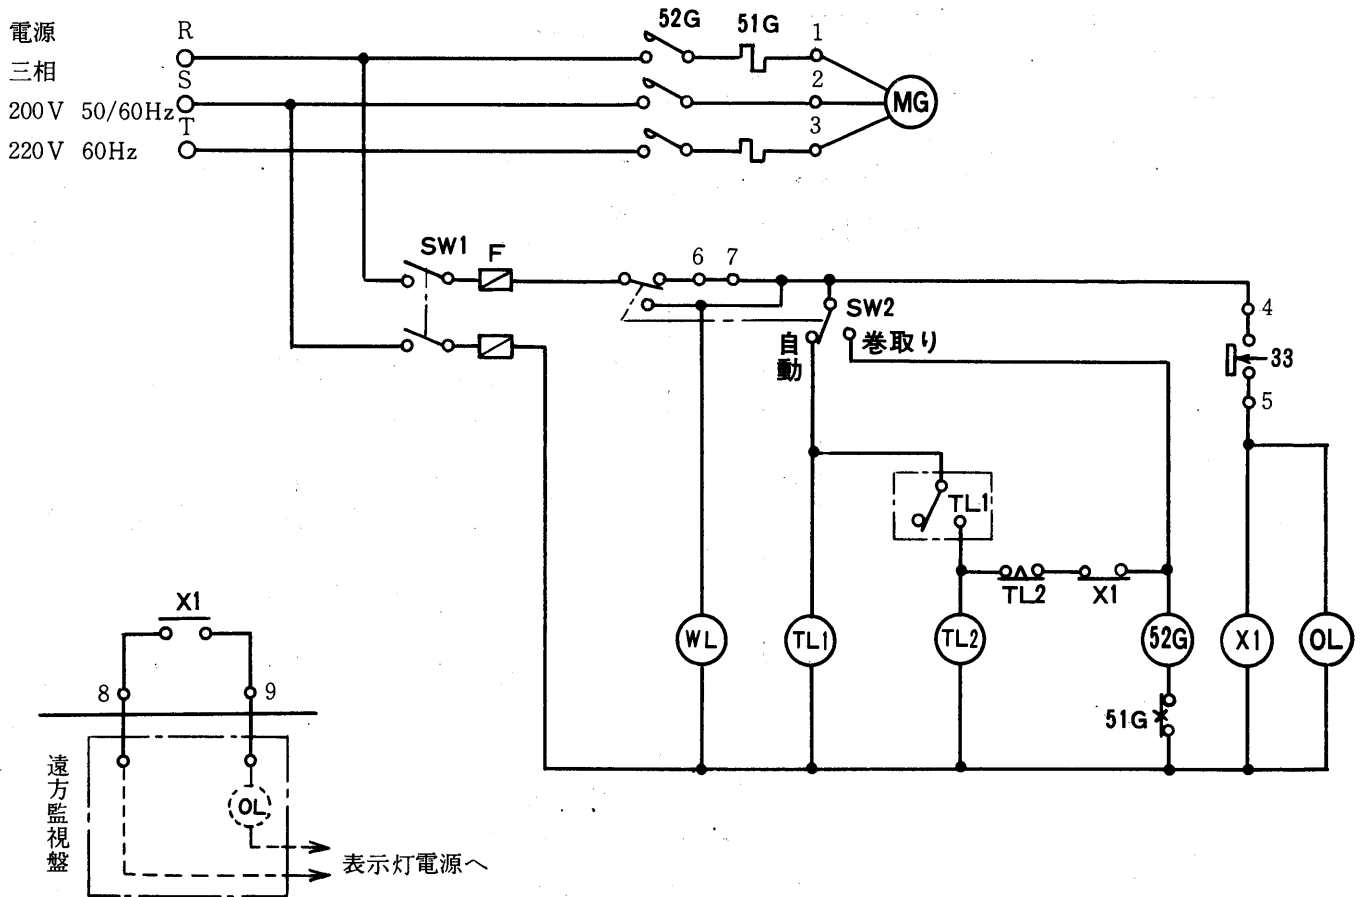 電源
三相
200V 50/60Hz
220V 60Hz
R
S
T
52G
51G
1
2
3
MG
SW1
F
6
7
SW2
自動
巻取り
4
33
5
TL1
TL2
X1
WL
TL1
TL2
52G
X1
OL
51G
X1
8
9
遠方監視盤
OL
表示灯電源へ